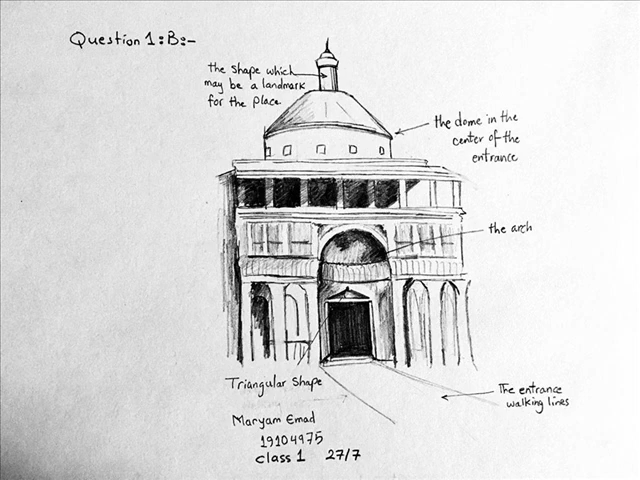 Question 1:B:-
the shape which
may be a landmark
for the place
the dome in the
center of the
entrance
the arch
Triangular Shape
The entrance
walking lines
Maryam Emad
19104975
class 1 27/7